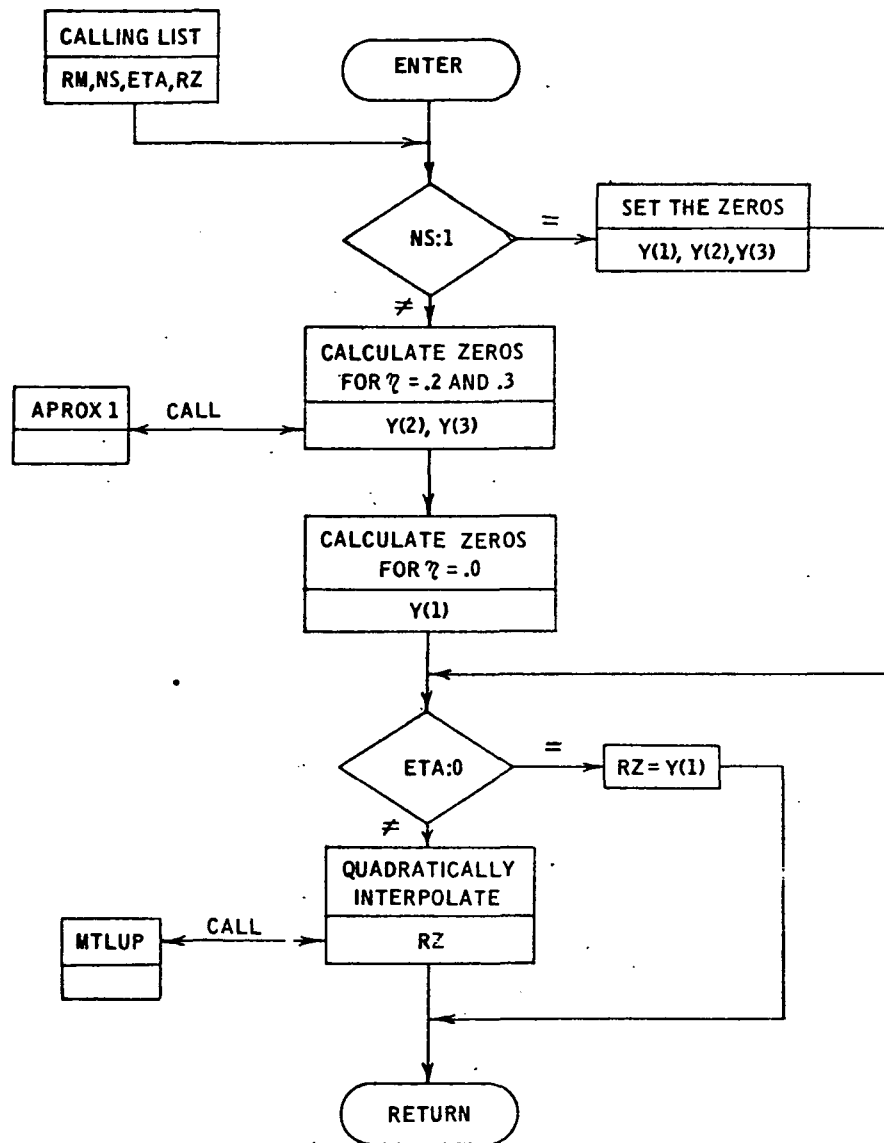 CALLING LIST
RM,NS,ETA,RZ
ENTER
NS:1
=
SET THE ZEROS
Y(1), Y(2),Y(3)
≠
CALCULATE ZEROS
FOR η = .2 AND .3
Y(2), Y(3)
APROX 1
CALL
CALCULATE ZEROS
FOR η = .0
Y(1)
ETA:0
=
RZ = Y(1)
≠
QUADRATICALLY
INTERPOLATE
RZ
MTLUP
CALL
RETURN